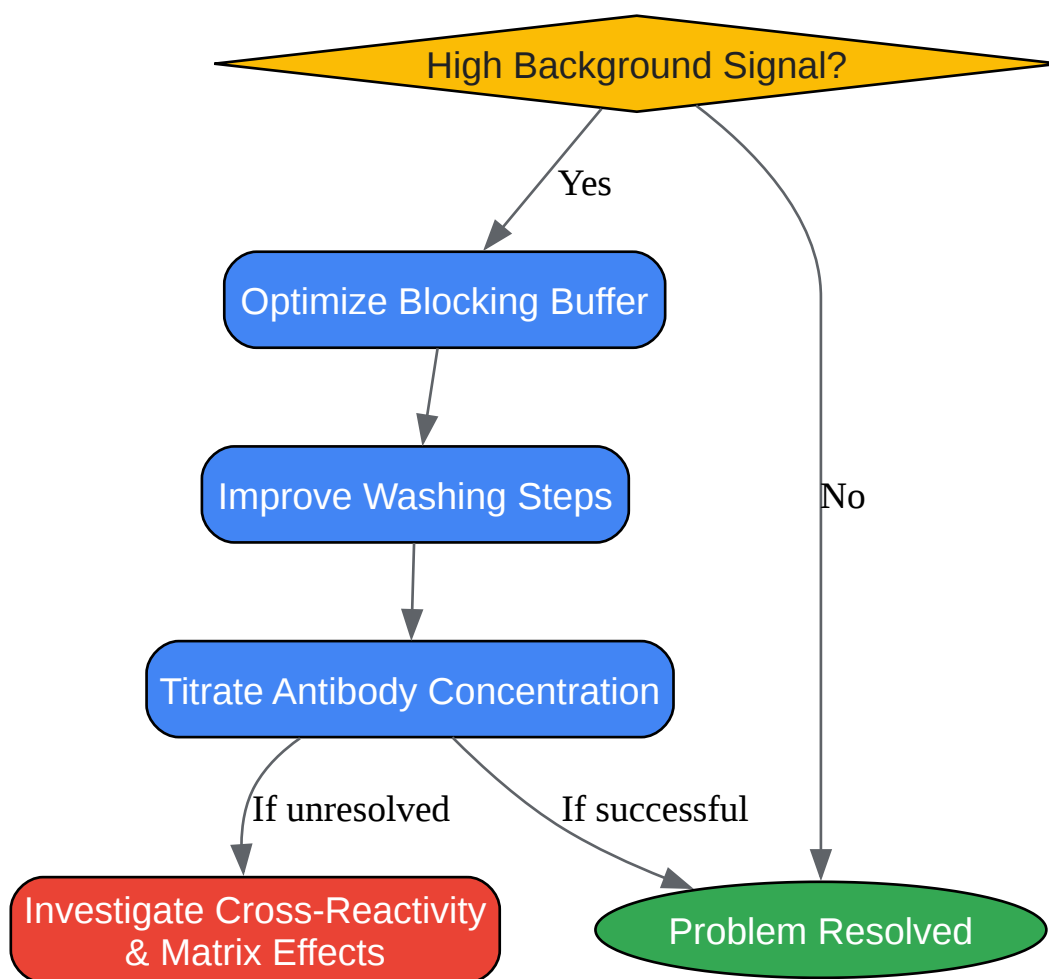 High Background Signal?
Yes
Optimize Blocking Buffer
Improve Washing Steps
No
Titrate Antibody Concentration
If unresolved
If successful
Investigate Cross-Reactivity
& Matrix Effects
Problem Resolved